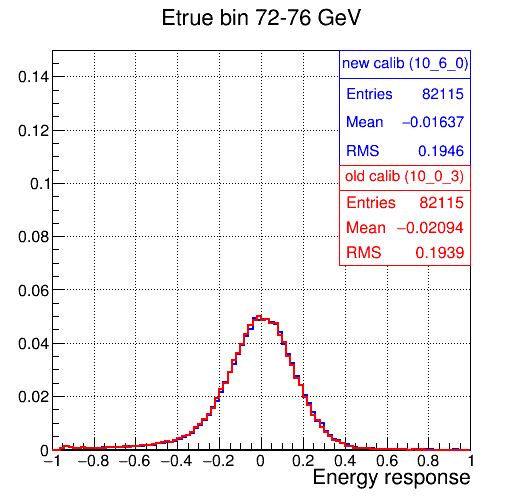 Etrue bin 72-76 GeV
new calib (10_6_0)
Entries 82115
Mean −0.01637
RMS 0.1946
old calib (10_0_3)
Entries 82115
Mean −0.02094
RMS 0.1939
0.14
0.12
0.1
0.08
0.06
0.04
0.02
0
−1 −0.8 −0.6 −0.4 −0.2 0 0.2 0.4 0.6 0.8 1
Energy response